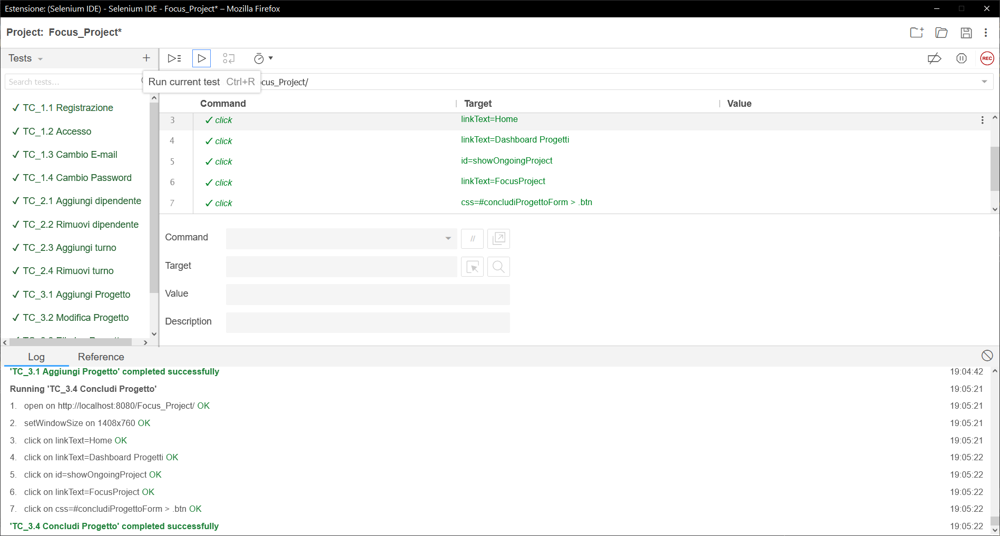 Estensione: (Selenium IDE) - Selenium IDE - Focus_Project* – Mozilla Firefox
Project: Focus_Project*
Tests
REC
Search tests...
Run current test Ctrl+R
cus_Project/
Command Target Value
TC_1.1 Registrazione
TC_1.2 Accesso
TC_1.3 Cambio E-mail
TC_1.4 Cambio Password
TC_2.1 Aggiungi dipendente
TC_2.2 Rimuovi dipendente
TC_2.3 Aggiungi turno
TC_2.4 Rimuovi turno
TC_3.1 Aggiungi Progetto
TC_3.2 Modifica Progetto
3 click linkText=Home
4 click linkText=Dashboard Progetti
5 click id=showOngoingProject
6 click linkText=FocusProject
7 click css=#concludiProgettoForm > .btn
Command //
Target
Value
Description
Log Reference
'TC_3.1 Aggiungi Progetto' completed successfully 19:04:42
Running 'TC_3.4 Concludi Progetto' 19:05:21
1. open on http://localhost:8080/Focus_Project/ OK 19:05:21
2. setWindowSize on 1408x760 OK 19:05:21
3. click on linkText=Home OK 19:05:21
4. click on linkText=Dashboard Progetti OK 19:05:22
5. click on id=showOngoingProject OK 19:05:22
6. click on linkText=FocusProject OK 19:05:22
7. click on css=#concludiProgettoForm > .btn OK 19:05:22
'TC_3.4 Concludi Progetto' completed successfully 19:05:22